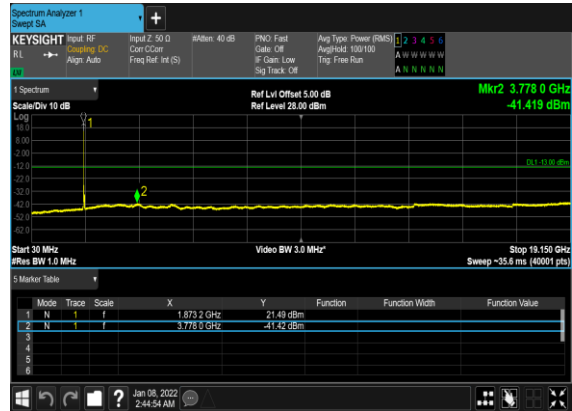 Spectrum Analyzer 1
Swept SA
KEYSIGHT
RL
Input: RF
Coupling: DC
Align: Auto
Input Z: 50 Ω
Corr CCorr
Freq Ref: Int (S)
#Atten: 40 dB
PNO: Fast
Gate: Off
IF Gain: Low
Sig Track: Off
Avg Type: Power (RMS)
Avg|Hold: 100/100
Trig: Free Run
1 2 3 4 5 6
A W W W W W
A N N N N N
1 Spectrum
Scale/Div 10 dB
Ref Lvl Offset 5.00 dB
Ref Level 28.00 dBm
Mkr2 3.778 0 GHz
-41.419 dBm
Log
18.0
8.00
-2.00
-12.0
-22.0
-32.0
-42.0
-52.0
-62.0
1
2
DL1 -13.00 dBm
Start 30 MHz
#Res BW 1.0 MHz
Video BW 3.0 MHz*
Stop 19.150 GHz
Sweep ~35.6 ms (40001 pts)
5 Marker Table
Mode Trace Scale X Y Function Function Width Function Value
1 N 1 f 1.873 2 GHz 21.49 dBm
2 N 1 f 3.778 0 GHz -41.42 dBm
3
4
5
6
Jan 08, 2022
2:44:54 AM